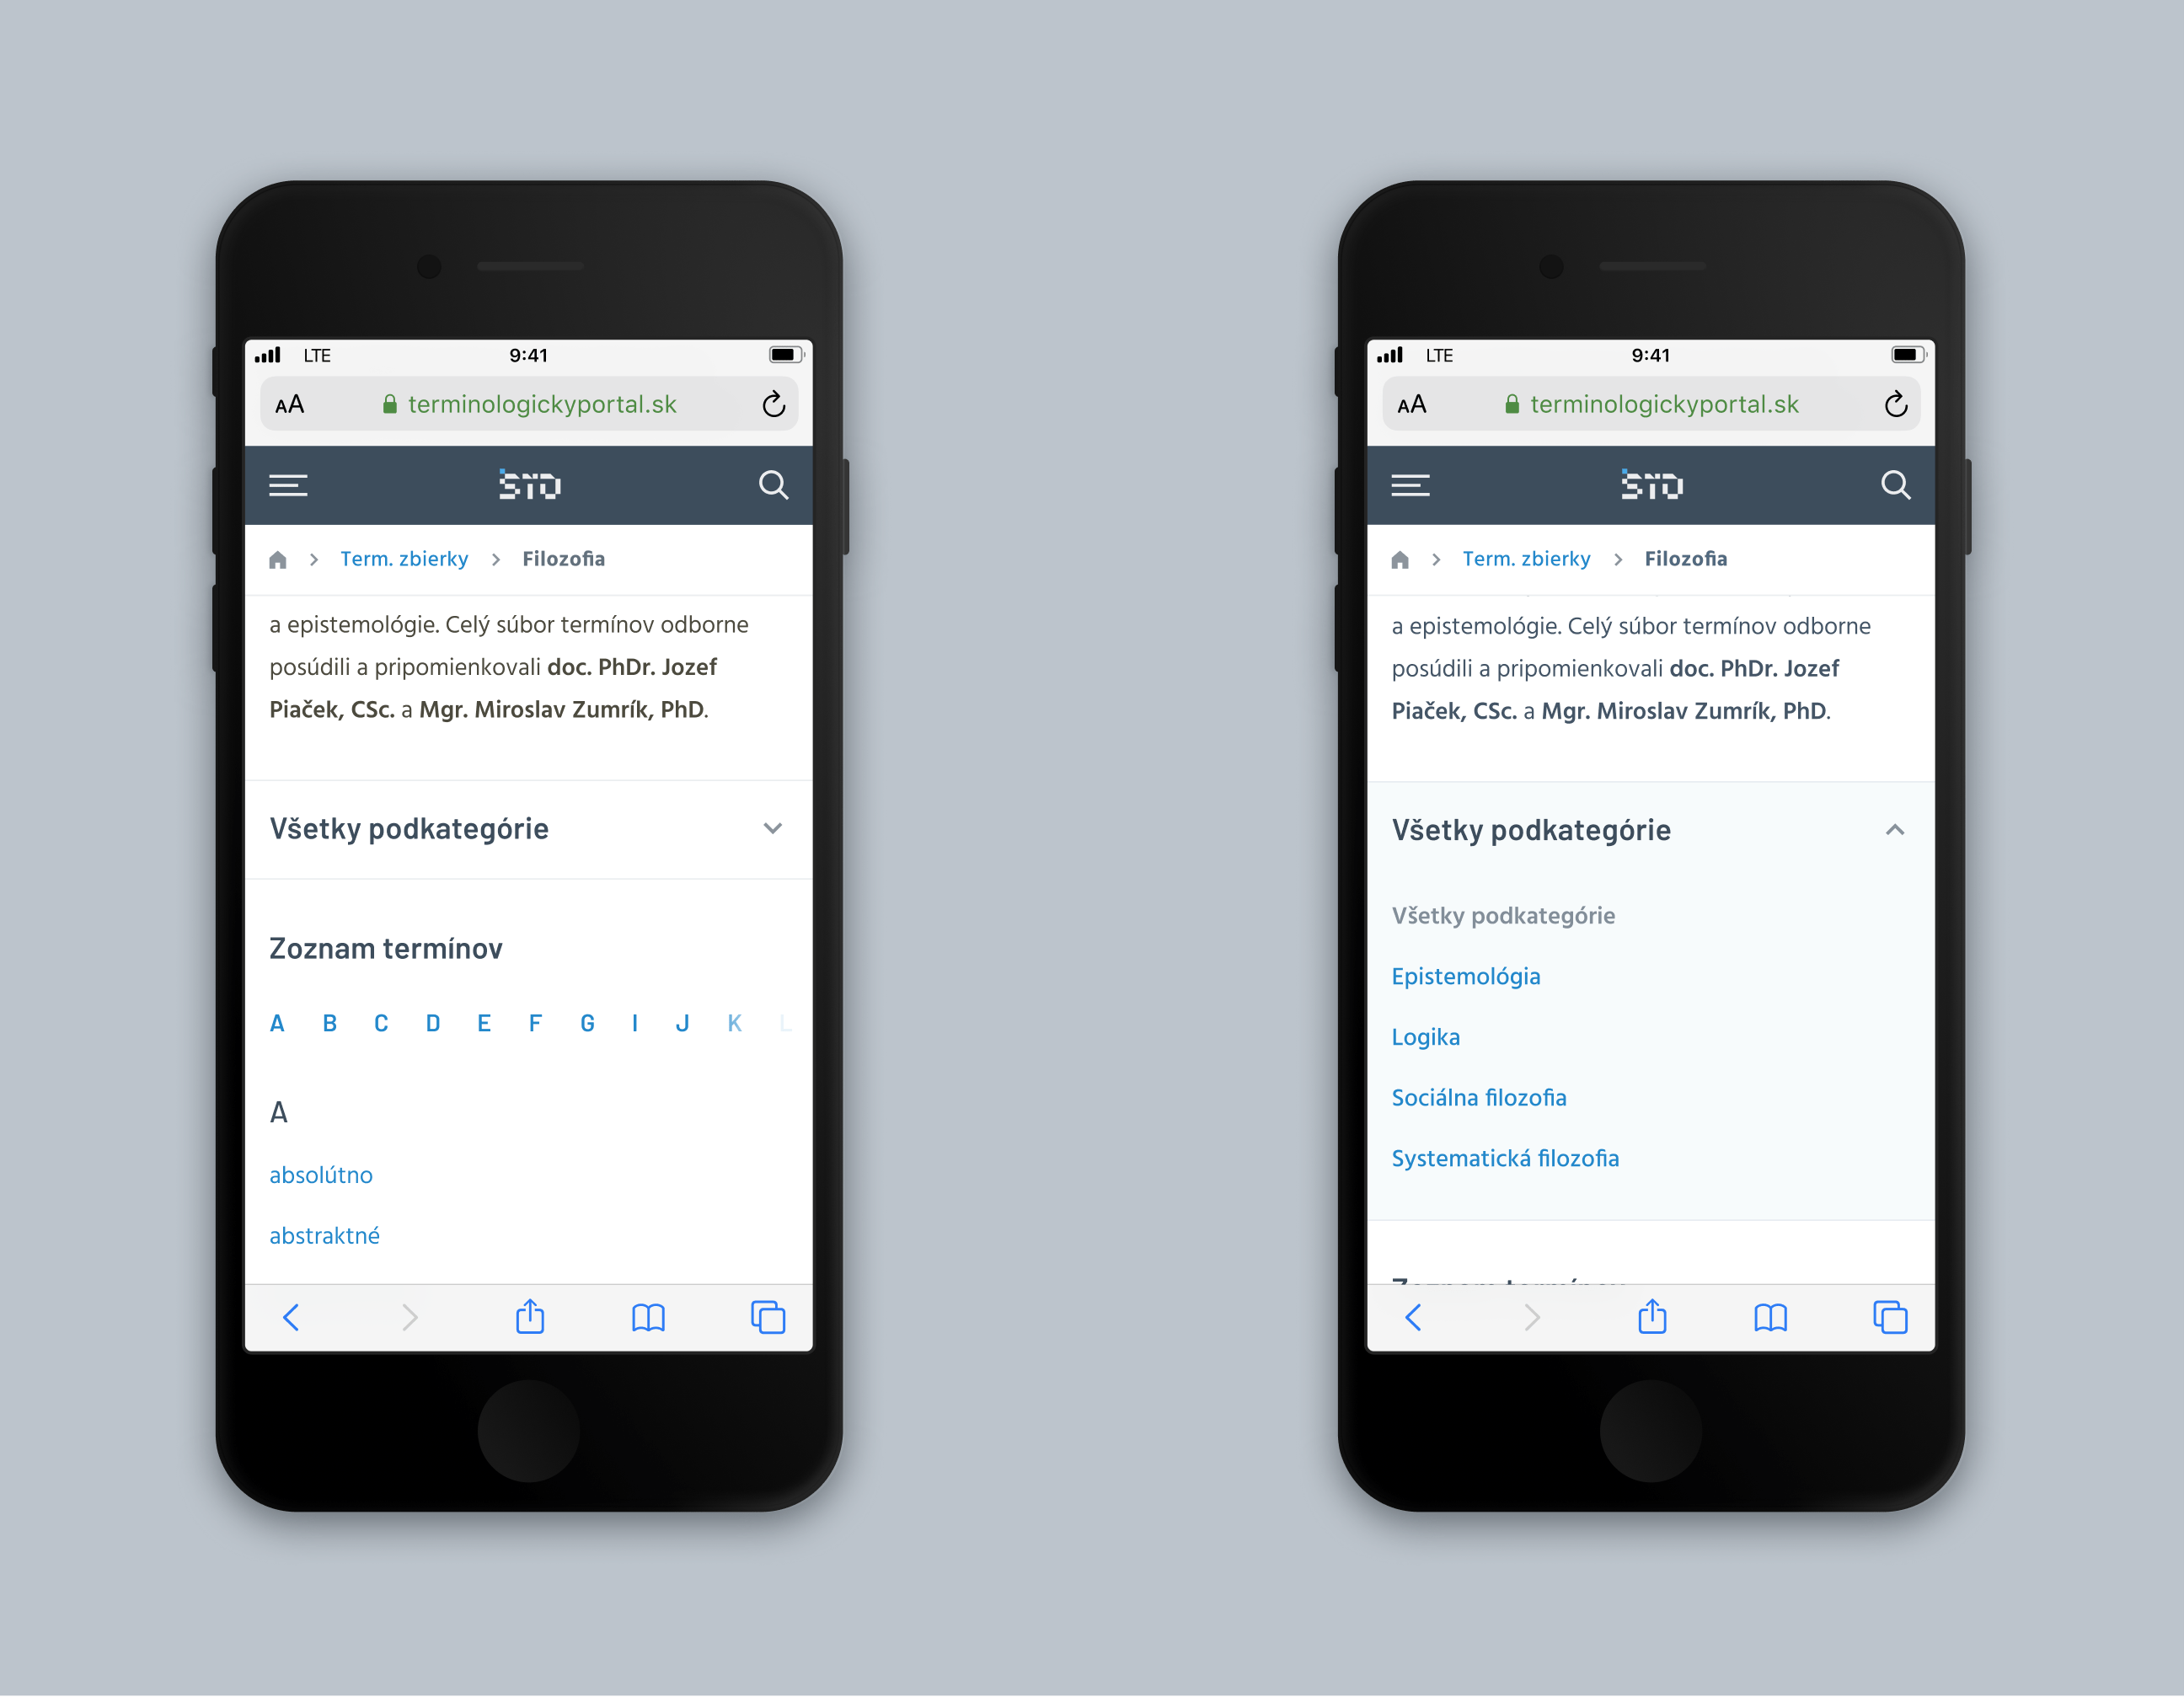 LTE 9:41
AA terminologickyportal.sk
STD
Term. zbierky > Filozofia
a epistemológie. Celý súbor termínov odborne
posúdili a pripomienkovali doc. PhDr. Jozef
Piaček, CSc. a Mgr. Miroslav Zumrík, PhD.
Všetky podkategórie
Zoznam termínov
A B C D E F G I J K L
A
absolútno
abstraktné
LTE 9:41
AA terminologickyportal.sk
STD
Term. zbierky > Filozofia
a epistemológie. Celý súbor termínov odborne
posúdili a pripomienkovali doc. PhDr. Jozef
Piaček, CSc. a Mgr. Miroslav Zumrík, PhD.
Všetky podkategórie
Všetky podkategórie
Epistemológia
Logika
Sociálna filozofia
Systematická filozofia